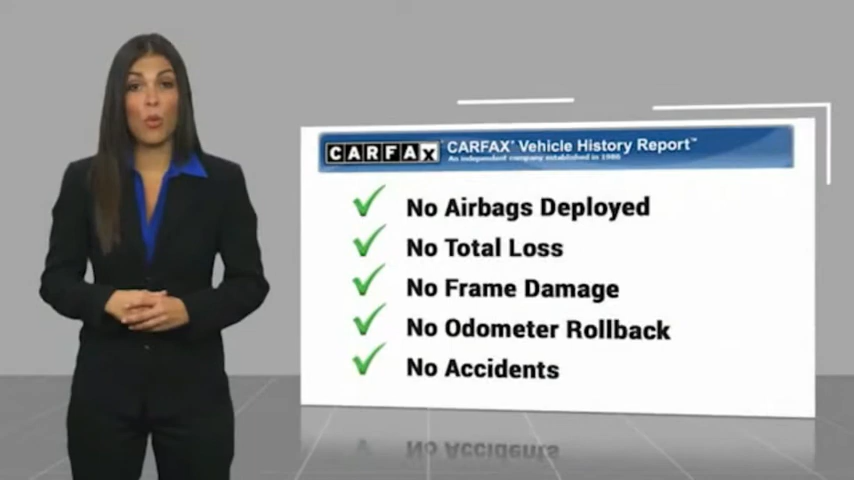 CARFAX CARFAX® Vehicle History Report™
An independent company established in 1986
No Airbags Deployed
No Total Loss
No Frame Damage
No Odometer Rollback
No Accidents
No Accidents